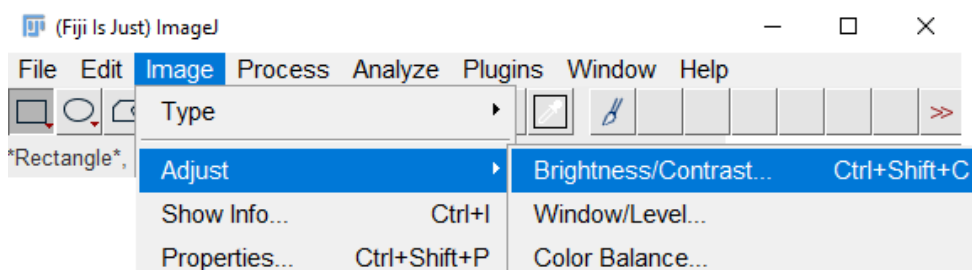 (Fiji Is Just) ImageJ
File Edit Image Process Analyze Plugins Window Help
Type
>>
*Rectangle*,
Adjust Brightness/Contrast... Ctrl+Shift+C
Show Info... Ctrl+I Window/Level...
Properties... Ctrl+Shift+P Color Balance...